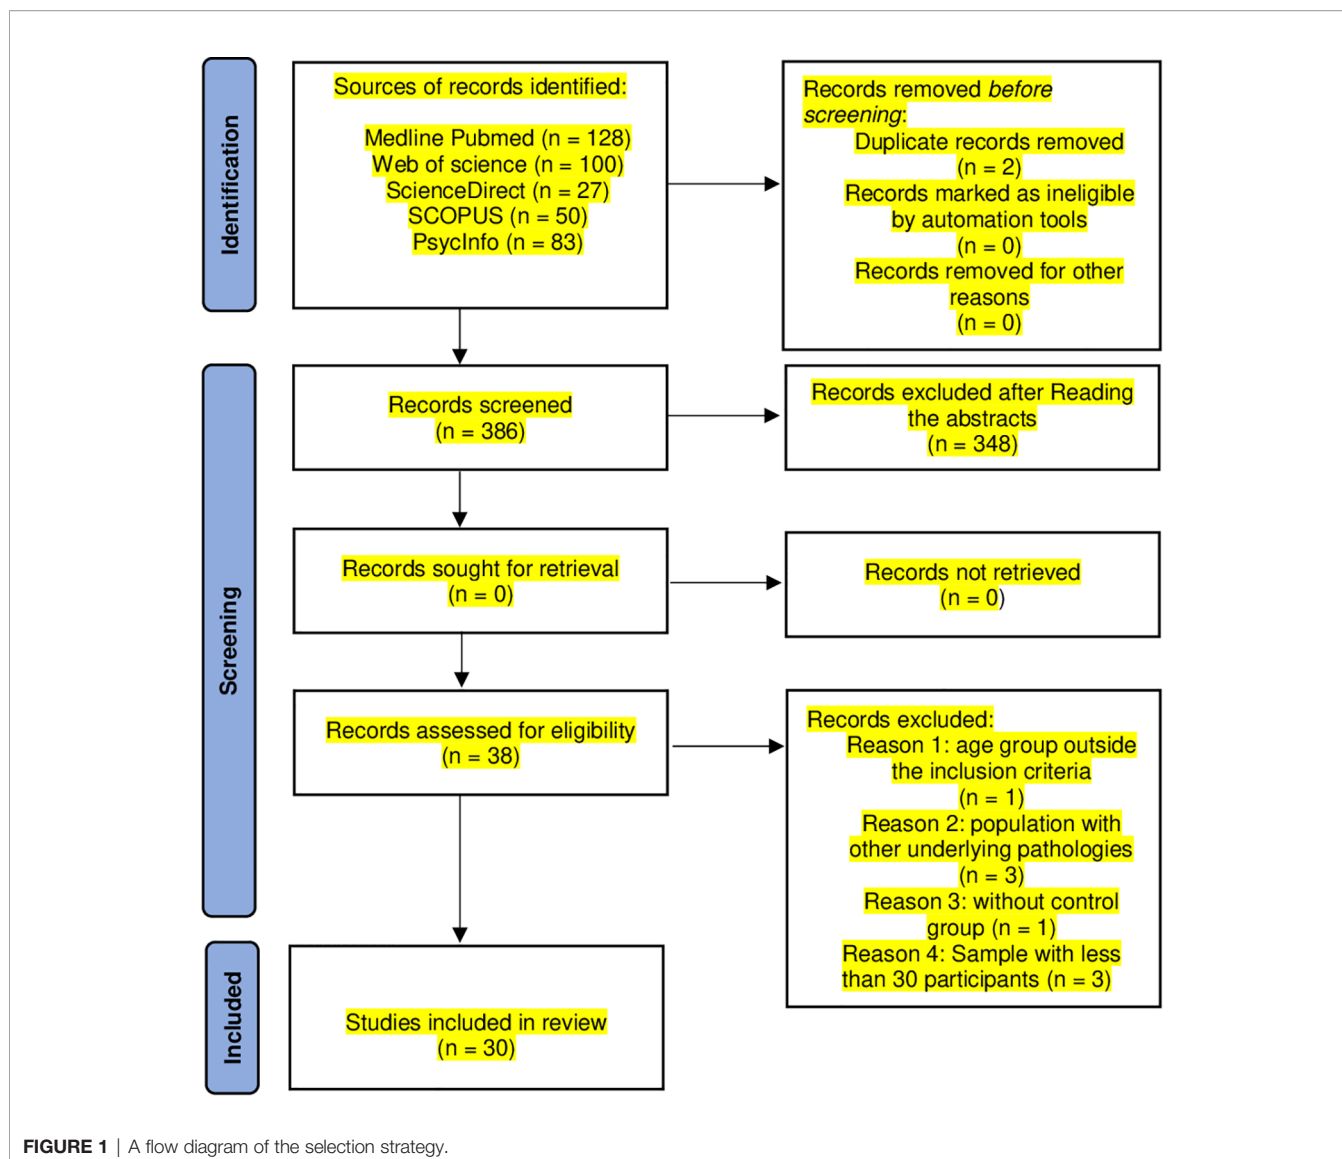 Identification
Sources of records identified:
Medline Pubmed (n = 128)
Web of science (n = 100)
ScienceDirect (n = 27)
SCOPUS (n = 50)
PsycInfo (n = 83)
Records removed before
screening:
Duplicate records removed
(n = 2)
Records marked as ineligible
by automation tools
(n = 0)
Records removed for other
reasons
(n = 0)
Screening
Records screened
(n = 386)
Records excluded after Reading
the abstracts
(n = 348)
Records sought for retrieval
(n = 0)
Records not retrieved
(n = 0)
Records assessed for eligibility
(n = 38)
Records excluded:
Reason 1: age group outside
the inclusion criteria
(n = 1)
Reason 2: population with
other underlying pathologies
(n = 3)
Reason 3: without control
group (n = 1)
Reason 4: Sample with less
than 30 participants (n = 3)
Included
Studies included in review
(n = 30)
FIGURE 1 | A flow diagram of the selection strategy.